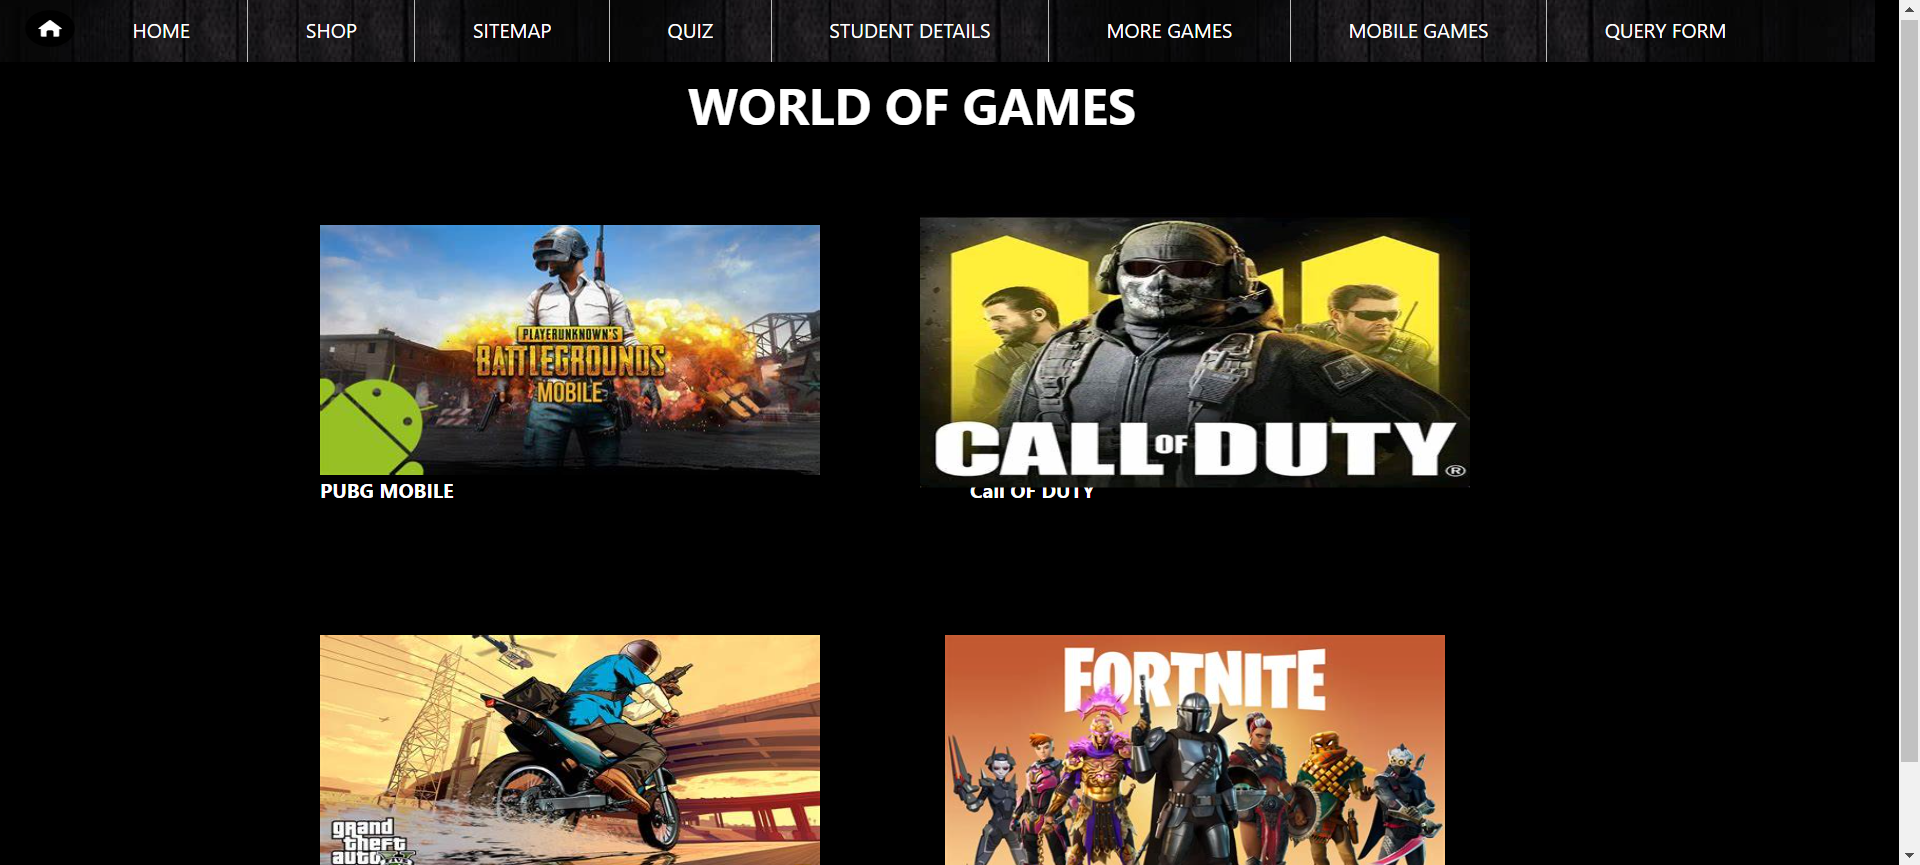 HOME SHOP SITEMAP QUIZ STUDENT DETAILS MORE GAMES MOBILE GAMES QUERY FORM
WORLD OF GAMES
PLAYERUNKNOWN'S
BATTLEGROUNDS
MOBILE
CALL OF DUTY®
PUBG MOBILE
Call OF DUTY
grand
theft
auto
V
FORTNITE